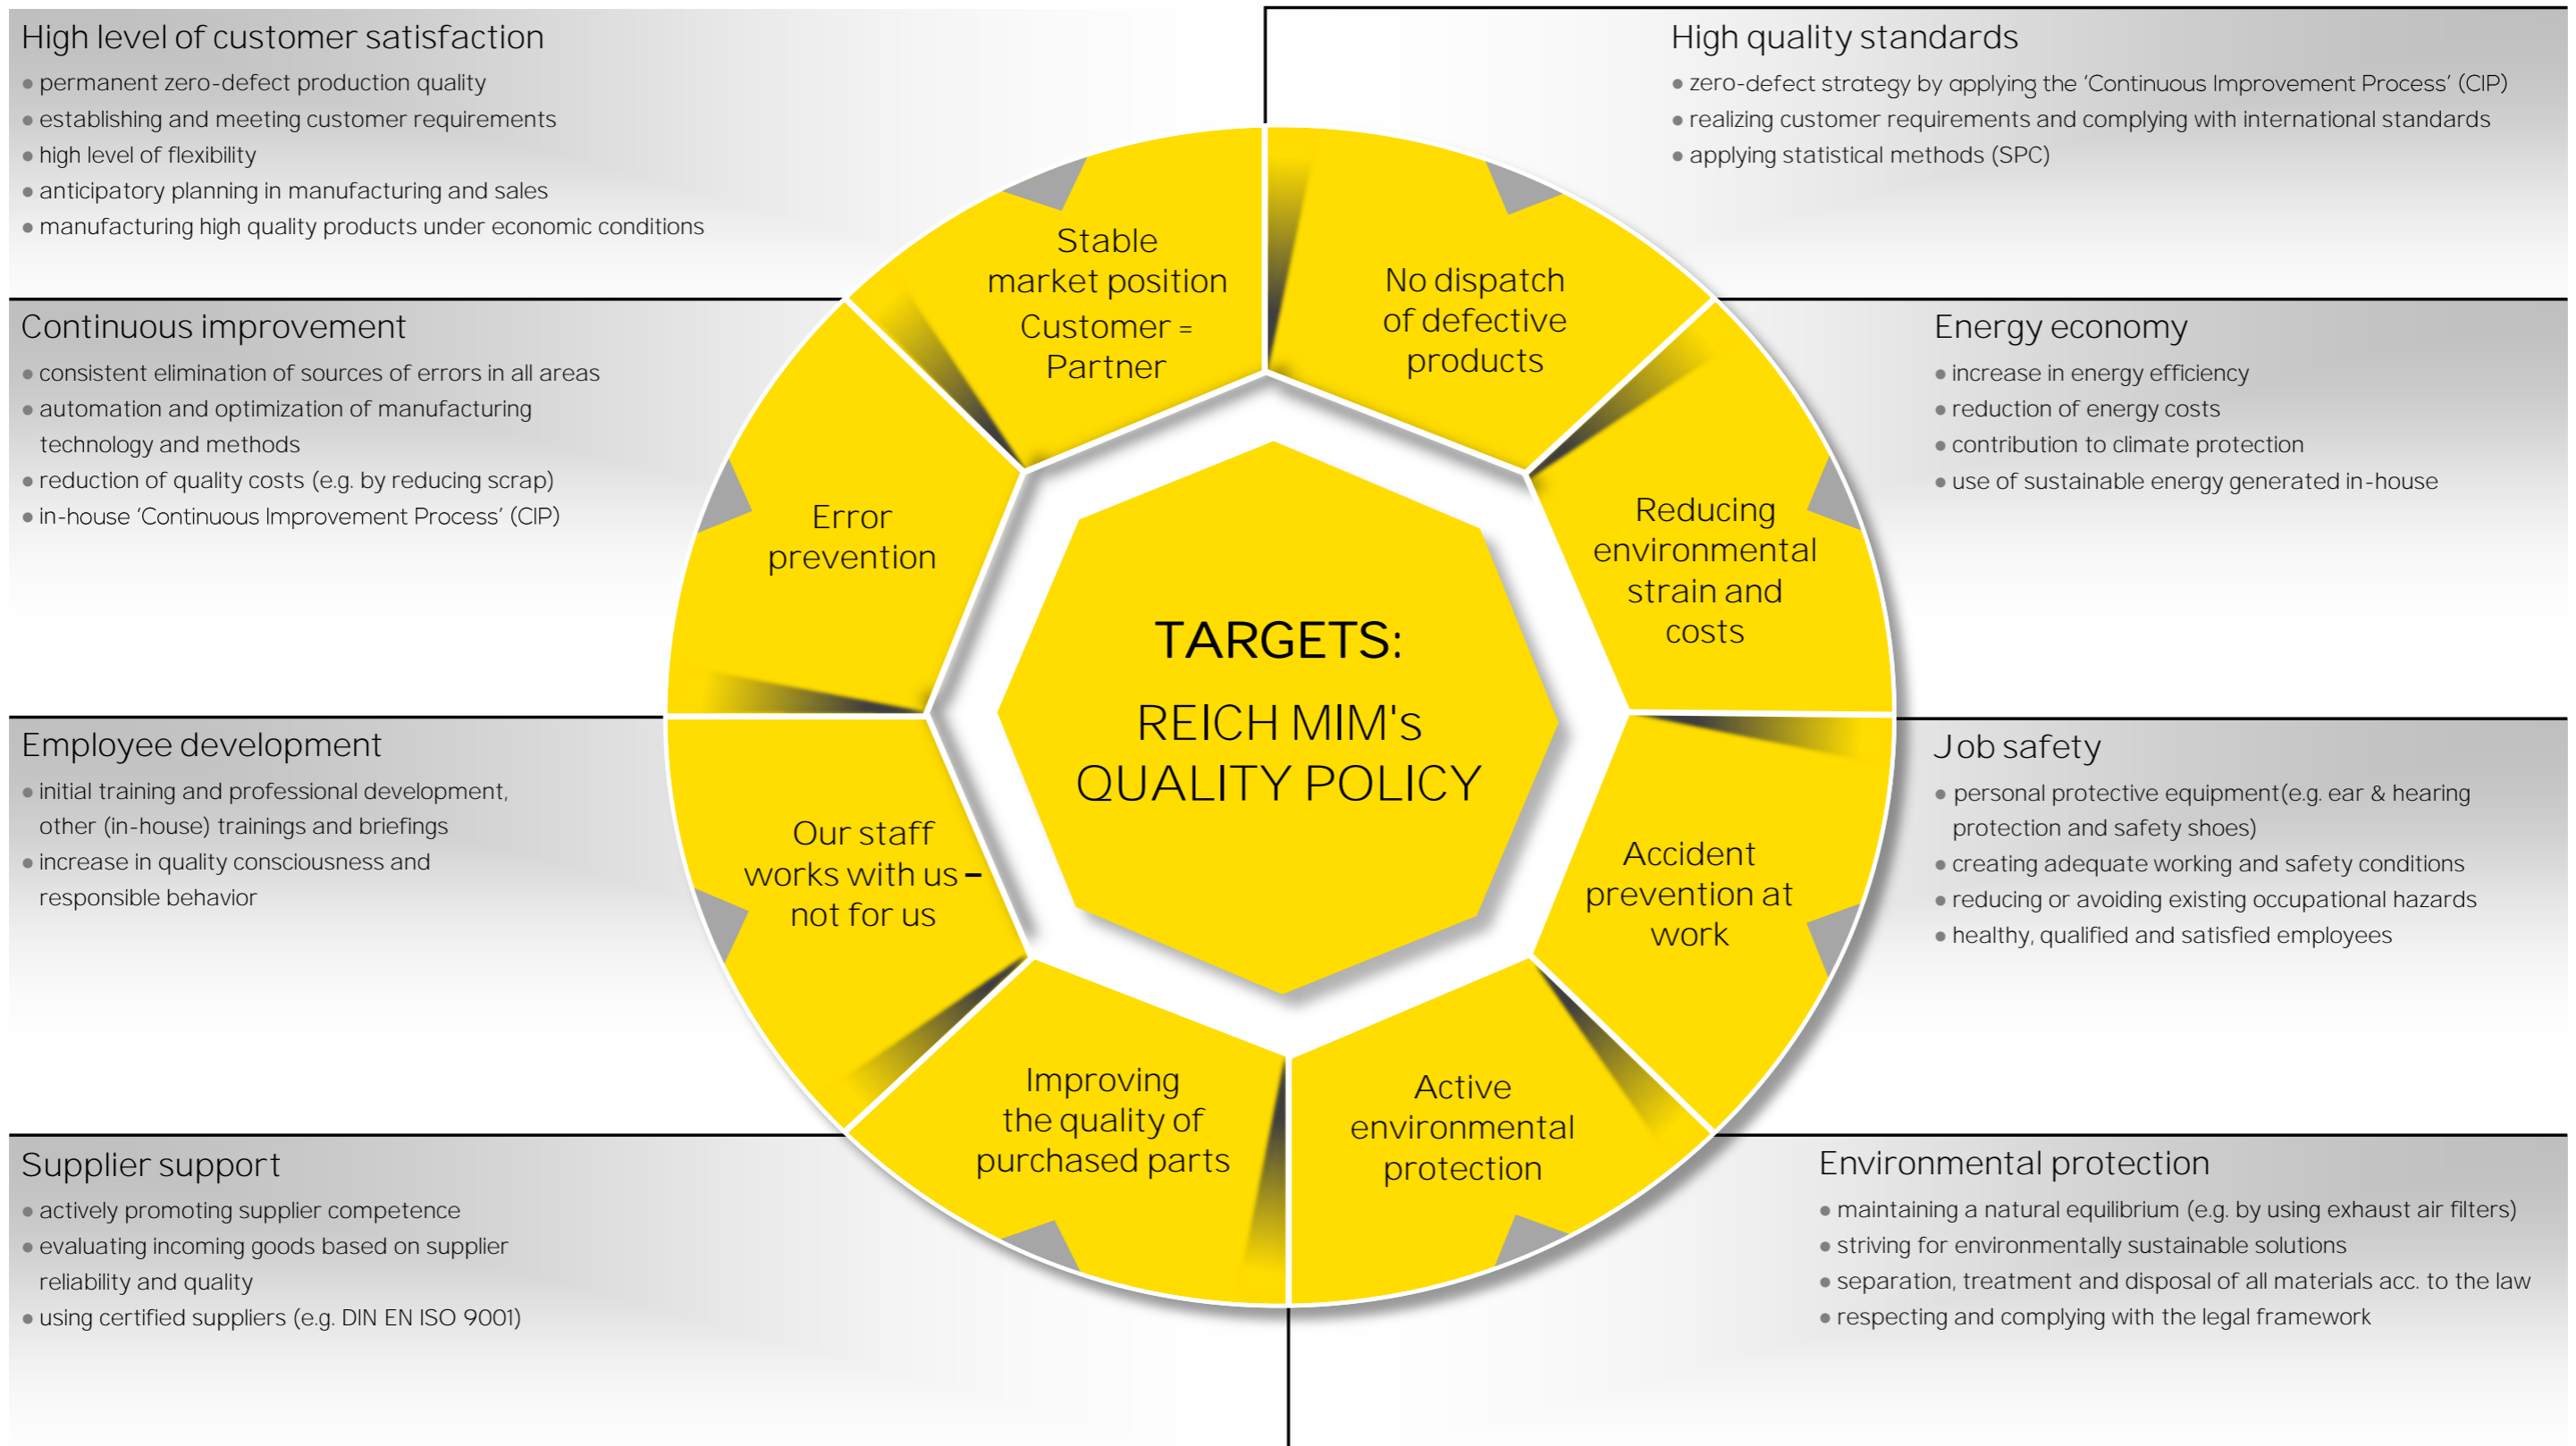 High level of customer satisfaction
● permanent zero-defect production quality
● establishing and meeting customer requirements
● high level of flexibility
● anticipatory planning in manufacturing and sales
● manufacturing high quality products under economic conditions
High quality standards
● zero-defect strategy by applying the ‘Continuous Improvement Process’ (CIP)
● realizing customer requirements and complying with international standards
● applying statistical methods (SPC)
Continuous improvement
● consistent elimination of sources of errors in all areas
● automation and optimization of manufacturing
technology and methods
● reduction of quality costs (e.g. by reducing scrap)
● in-house ‘Continuous Improvement Process’ (CIP)
Energy economy
● increase in energy efficiency
● reduction of energy costs
● contribution to climate protection
● use of sustainable energy generated in-house
Employee development
● initial training and professional development,
other (in-house) trainings and briefings
● increase in quality consciousness and
responsible behavior
Job safety
● personal protective equipment(e.g. ear & hearing
protection and safety shoes)
● creating adequate working and safety conditions
● reducing or avoiding existing occupational hazards
● healthy, qualified and satisfied employees
Supplier support
● actively promoting supplier competence
● evaluating incoming goods based on supplier
reliability and quality
● using certified suppliers (e.g. DIN EN ISO 9001)
Environmental protection
● maintaining a natural equilibrium (e.g. by using exhaust air filters)
● striving for environmentally sustainable solutions
● separation, treatment and disposal of all materials acc. to the law
● respecting and complying with the legal framework
Stable
market position
Customer =
Partner
No dispatch
of defective
products
Reducing
environmental
strain and
costs
Accident
prevention at
work
Active
environmental
protection
Improving
the quality of
purchased parts
Our staff
works with us –
not for us
Error
prevention
TARGETS:
REICH MIM's
QUALITY POLICY